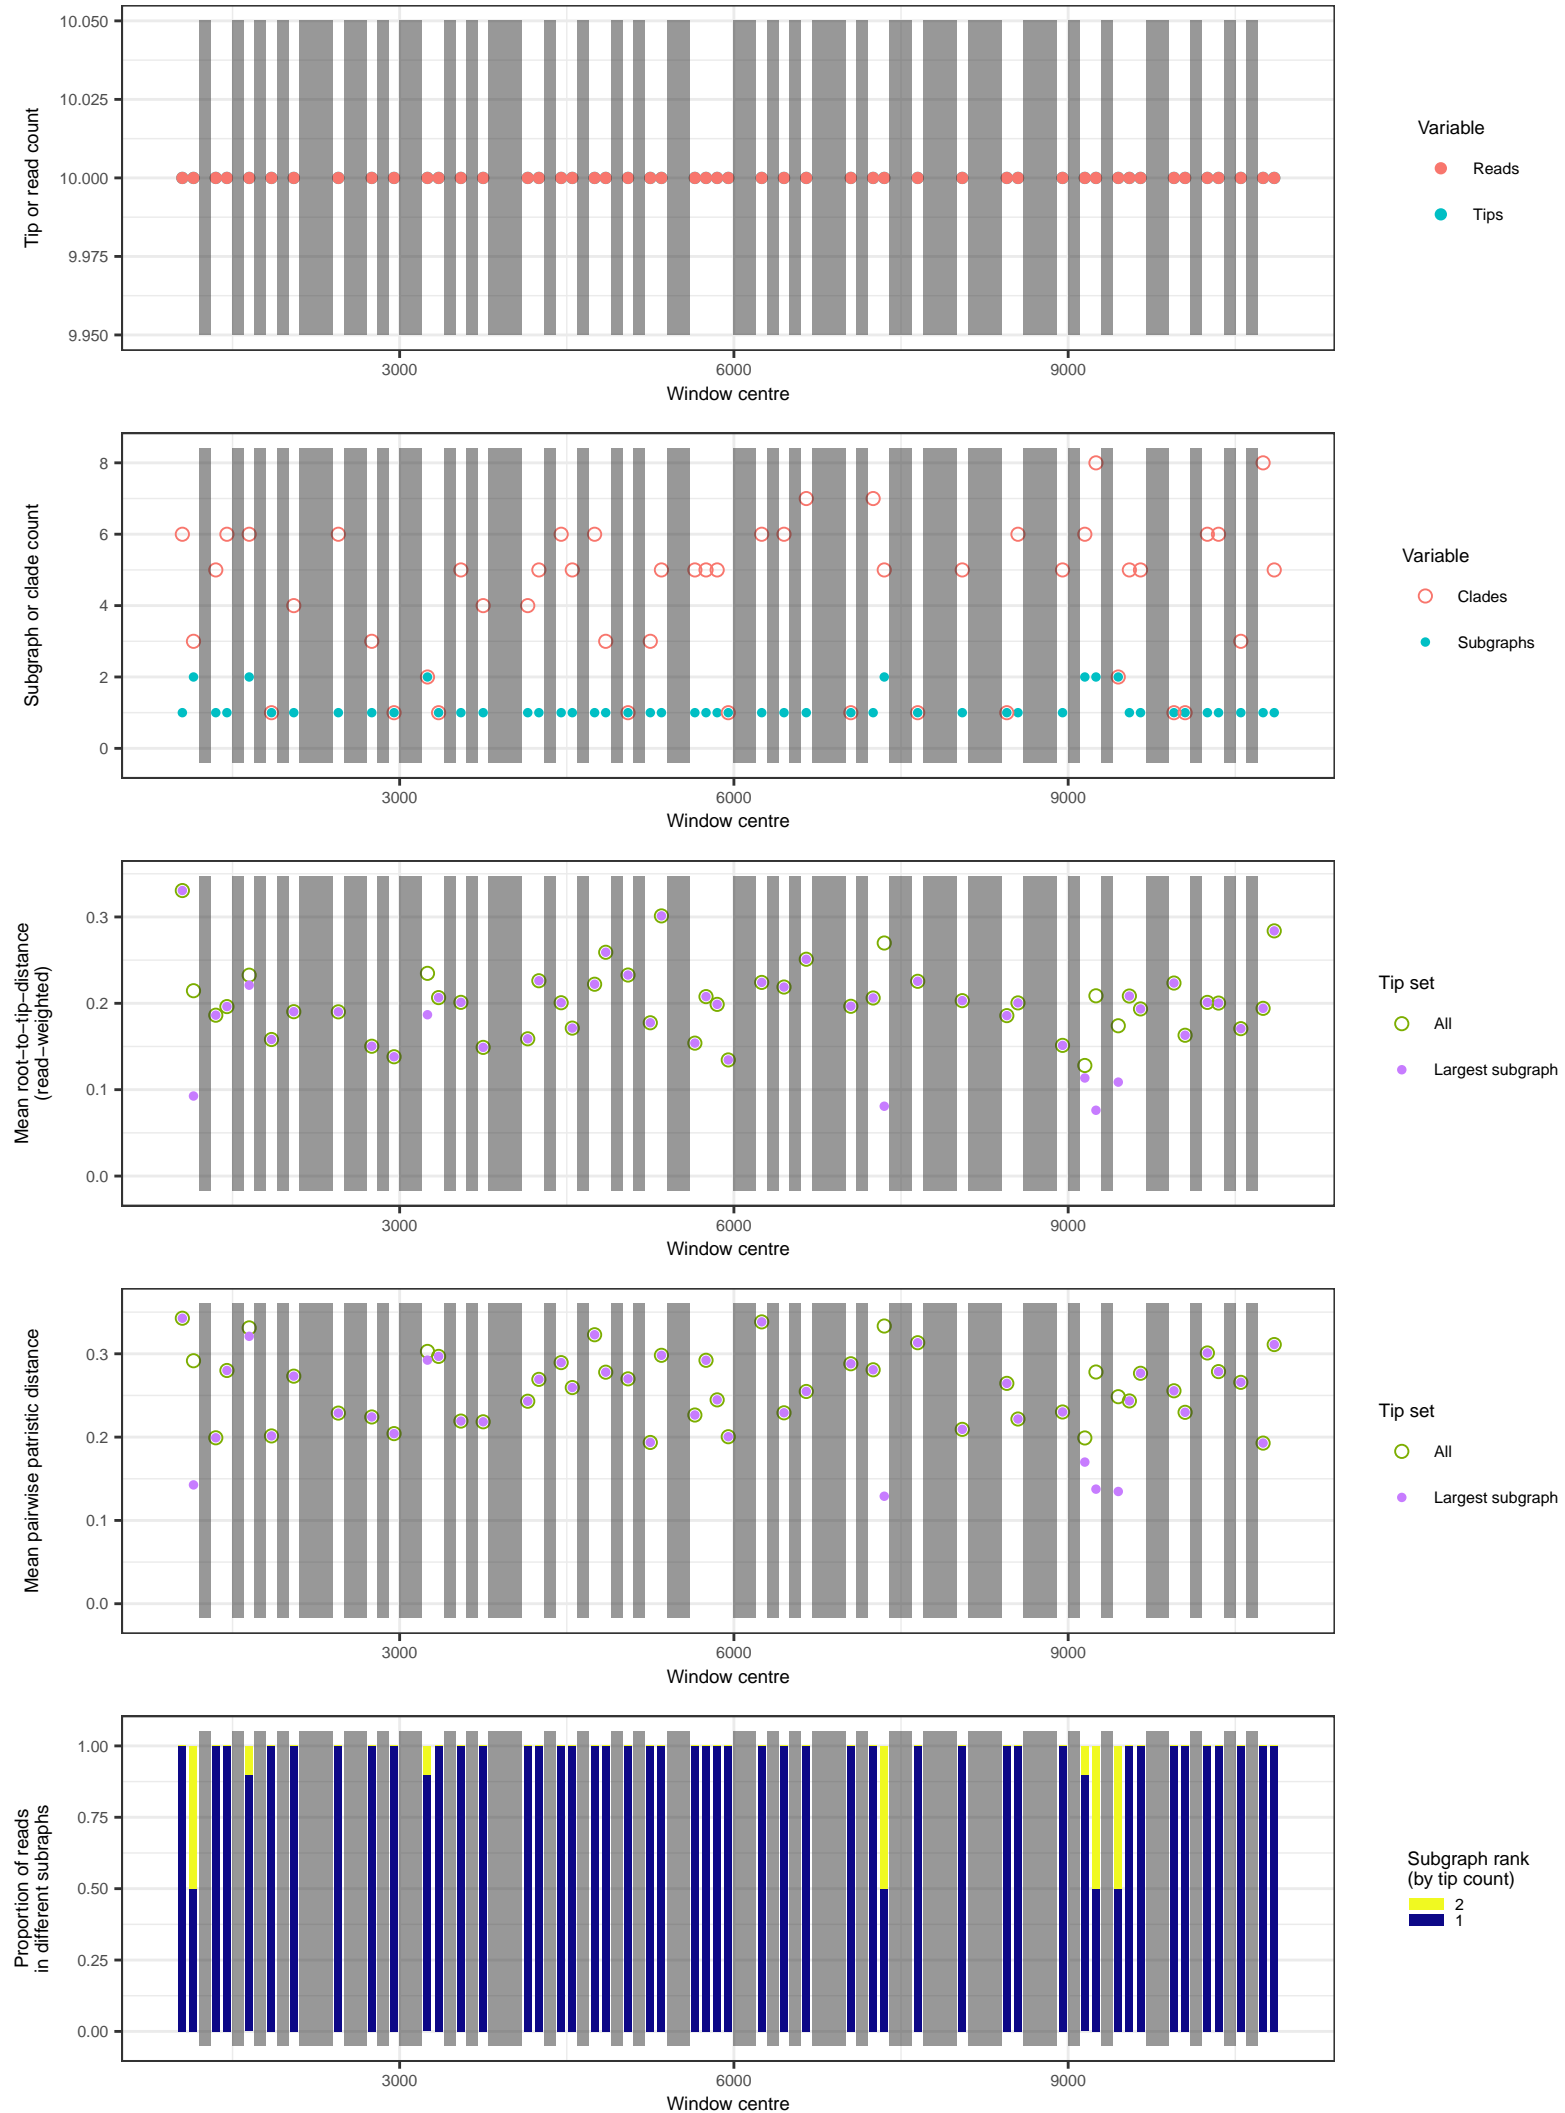 10.050
10.025
10.000
9.975
9.950
Tip or read count
3000
6000
9000
Window centre
Variable
Reads
Tips
8
6
4
2
0
Subgraph or clade count
3000
6000
9000
Window centre
Variable
Clades
Subgraphs
0.3
0.2
0.1
0.0
Mean root−to−tip−distance
(read−weighted)
3000
6000
9000
Window centre
Tip set
All
Largest subgraph
0.3
0.2
0.1
0.0
Mean pairwise patristic distance
3000
6000
9000
Window centre
Tip set
All
Largest subgraph
1.00
0.75
0.50
0.25
0.00
Proportion of reads
in different subraphs
3000
6000
9000
Window centre
Subgraph rank
(by tip count)
2
1